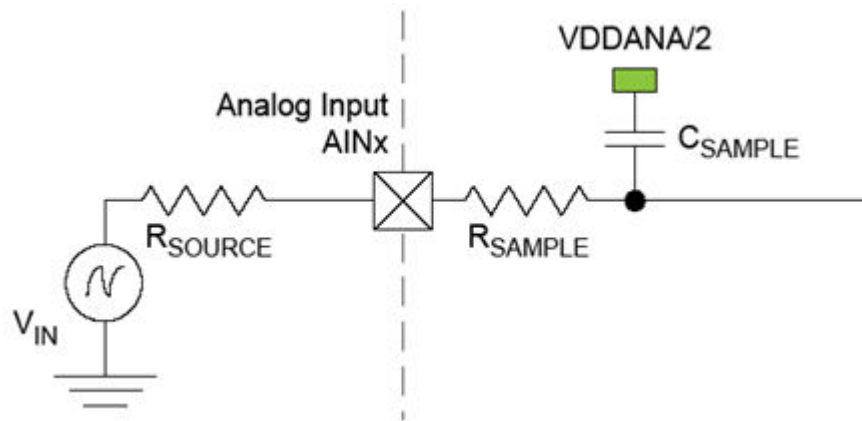 VDDANA/2
Analog Input
AINx
CSAMPLE
RSOURCE
RSAMPLE
VIN